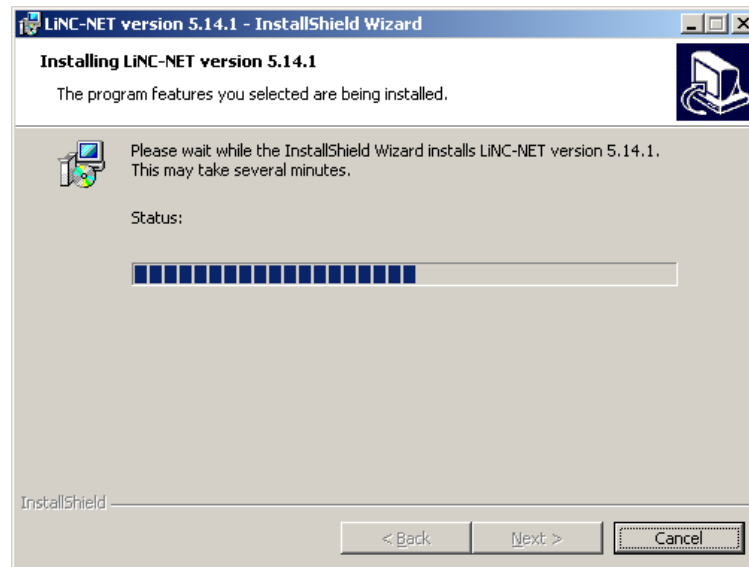 LiNC-NET version 5.14.1 - InstallShield Wizard
Installing LiNC-NET version 5.14.1
The program features you selected are being installed.
Please wait while the InstallShield Wizard installs LiNC-NET version 5.14.1.
This may take several minutes.
Status:
InstallShield
< Back
Next >
Cancel